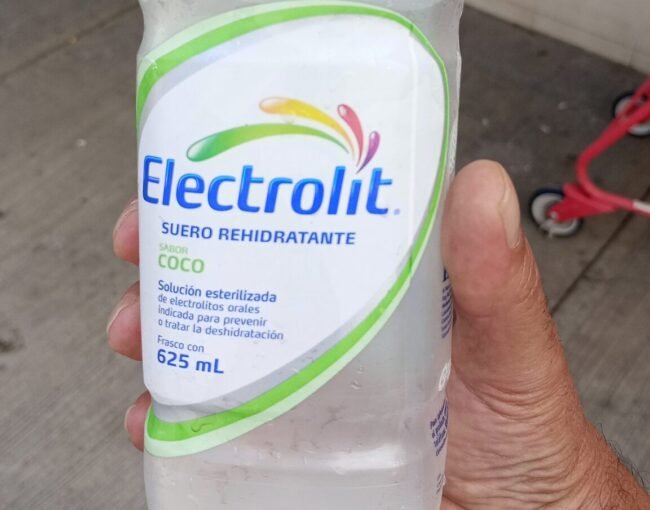 Electrolit
SUERO REHIDRATANTE
SABOR
COCO
Solución esterilizada
de electrolitos orales
indicada para prevenir
o tratar la deshidratación
Frasco con
625 mL